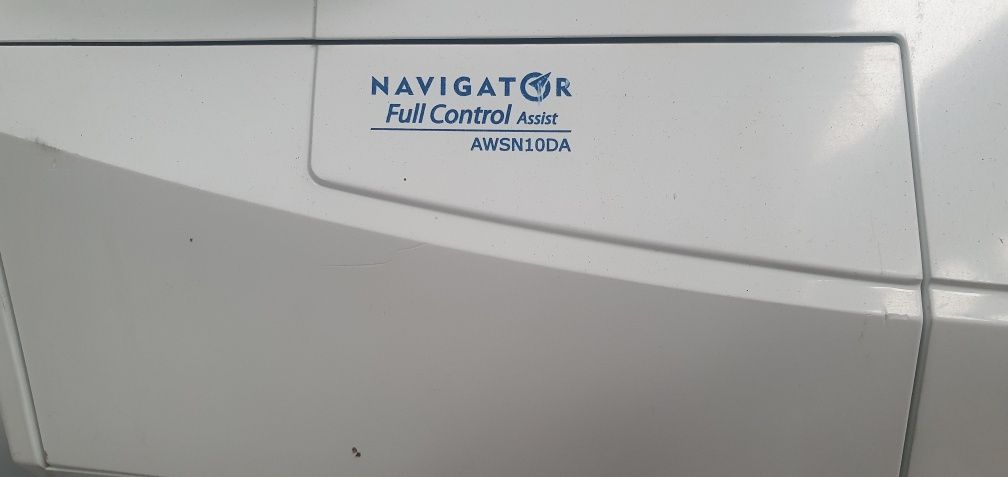 NAVIGATOR
Full Control Assist
AWSN10DA